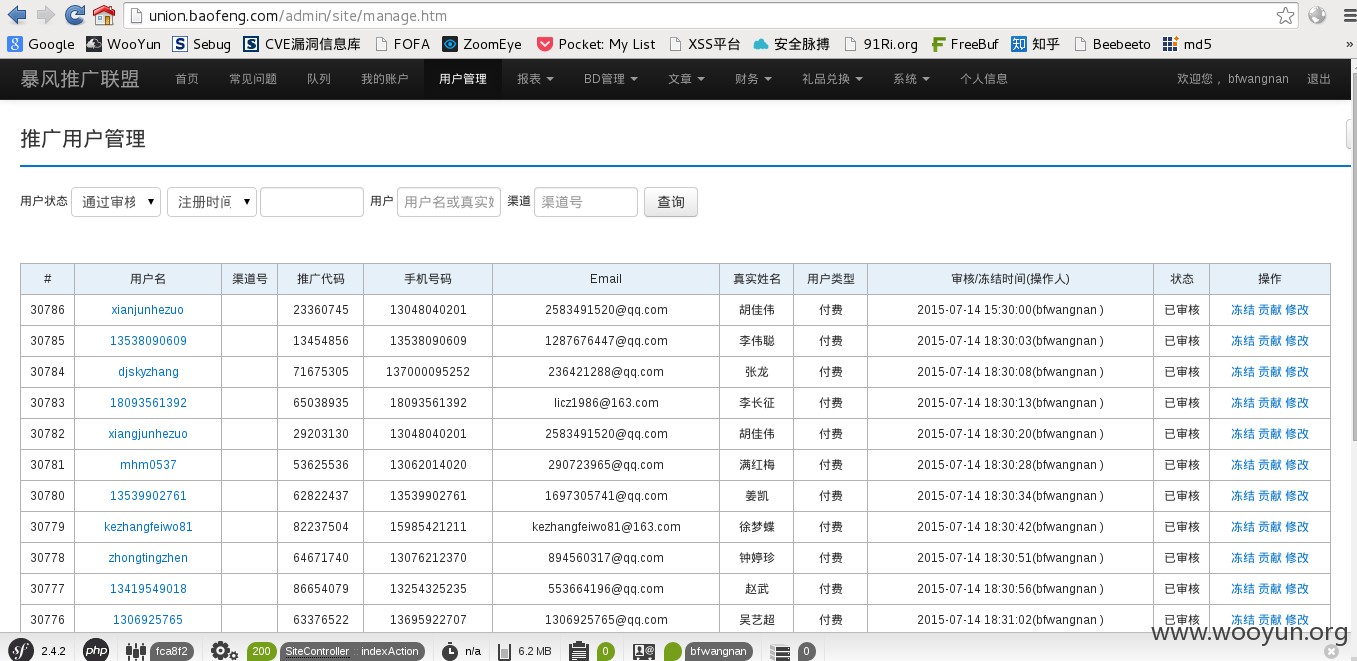 union.baofeng.com/admin/site/manage.htm
Google WooYun Sebug CVE漏洞信息库 FOFA ZoomEye Pocket: My List XSS平台 安全脉搏 91Ri.org FreeBuf 知乎 Beebeeto md5 »
暴风推广联盟 首页 常见问题 队列 我的账户 用户管理 报表 BD管理 文章 财务 礼品兑换 系统 个人信息 欢迎您 , bfwangnan 退出
推广用户管理
用户状态 通过审核 注册时间 用户 用户名或真实姓 渠道 渠道号 查询
# 用户名 渠道号 推广代码 手机号码 Email 真实姓名 用户类型 审核/冻结时间(操作人) 状态 操作
30786 xianjunhezuo 23360745 13048040201 2583491520@qq.com 胡佳伟 付费 2015-07-14 15:30:00(bfwangnan ) 已审核 冻结 贡献 修改
30785 13538090609 13454856 13538090609 1287676447@qq.com 李伟聪 付费 2015-07-14 18:30:03(bfwangnan ) 已审核 冻结 贡献 修改
30784 djskyzhang 71675305 137000095252 236421288@qq.com 张龙 付费 2015-07-14 18:30:08(bfwangnan ) 已审核 冻结 贡献 修改
30783 18093561392 65038935 18093561392 licz1986@163.com 李长征 付费 2015-07-14 18:30:13(bfwangnan ) 已审核 冻结 贡献 修改
30782 xiangjunhezuo 29203130 13048040201 2583491520@qq.com 胡佳伟 付费 2015-07-14 18:30:20(bfwangnan ) 已审核 冻结 贡献 修改
30781 mhm0537 53625536 13062014020 290723965@qq.com 满红梅 付费 2015-07-14 18:30:28(bfwangnan ) 已审核 冻结 贡献 修改
30780 13539902761 62822437 13539902761 1697305741@qq.com 姜凯 付费 2015-07-14 18:30:34(bfwangnan ) 已审核 冻结 贡献 修改
30779 kezhangfeiwo81 82237504 15985421211 kezhangfeiwo81@163.com 徐梦蝶 付费 2015-07-14 18:30:42(bfwangnan ) 已审核 冻结 贡献 修改
30778 zhongtingzhen 64671740 13076212370 894560317@qq.com 钟婷珍 付费 2015-07-14 18:30:51(bfwangnan ) 已审核 冻结 贡献 修改
30777 13419549018 86654079 13254325235 553664196@qq.com 赵武 付费 2015-07-14 18:30:56(bfwangnan ) 已审核 冻结 贡献 修改
30776 1306925765 63376522 13695922707 1306925765@qq.com 吴艺超 付费 2015-07-14 18:31:02(bfwangnan ) 已审核 冻结 贡献 修改
www.wooyun.org
sf 2.4.2 php fca8f2 200 SiteController :: indexAction n/a 6.2 MB 0 bfwangnan 0